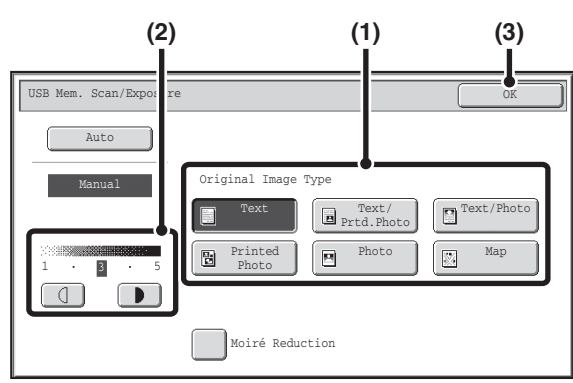 (2) (1) (3)
USB Mem. Scan/Exposure OK
Auto
Manual
Original Image Type
Text
Text/
Prtd.Photo
Text/Photo
Printed
Photo
Photo
Map
1 · 3 · 5
Moiré Reduction